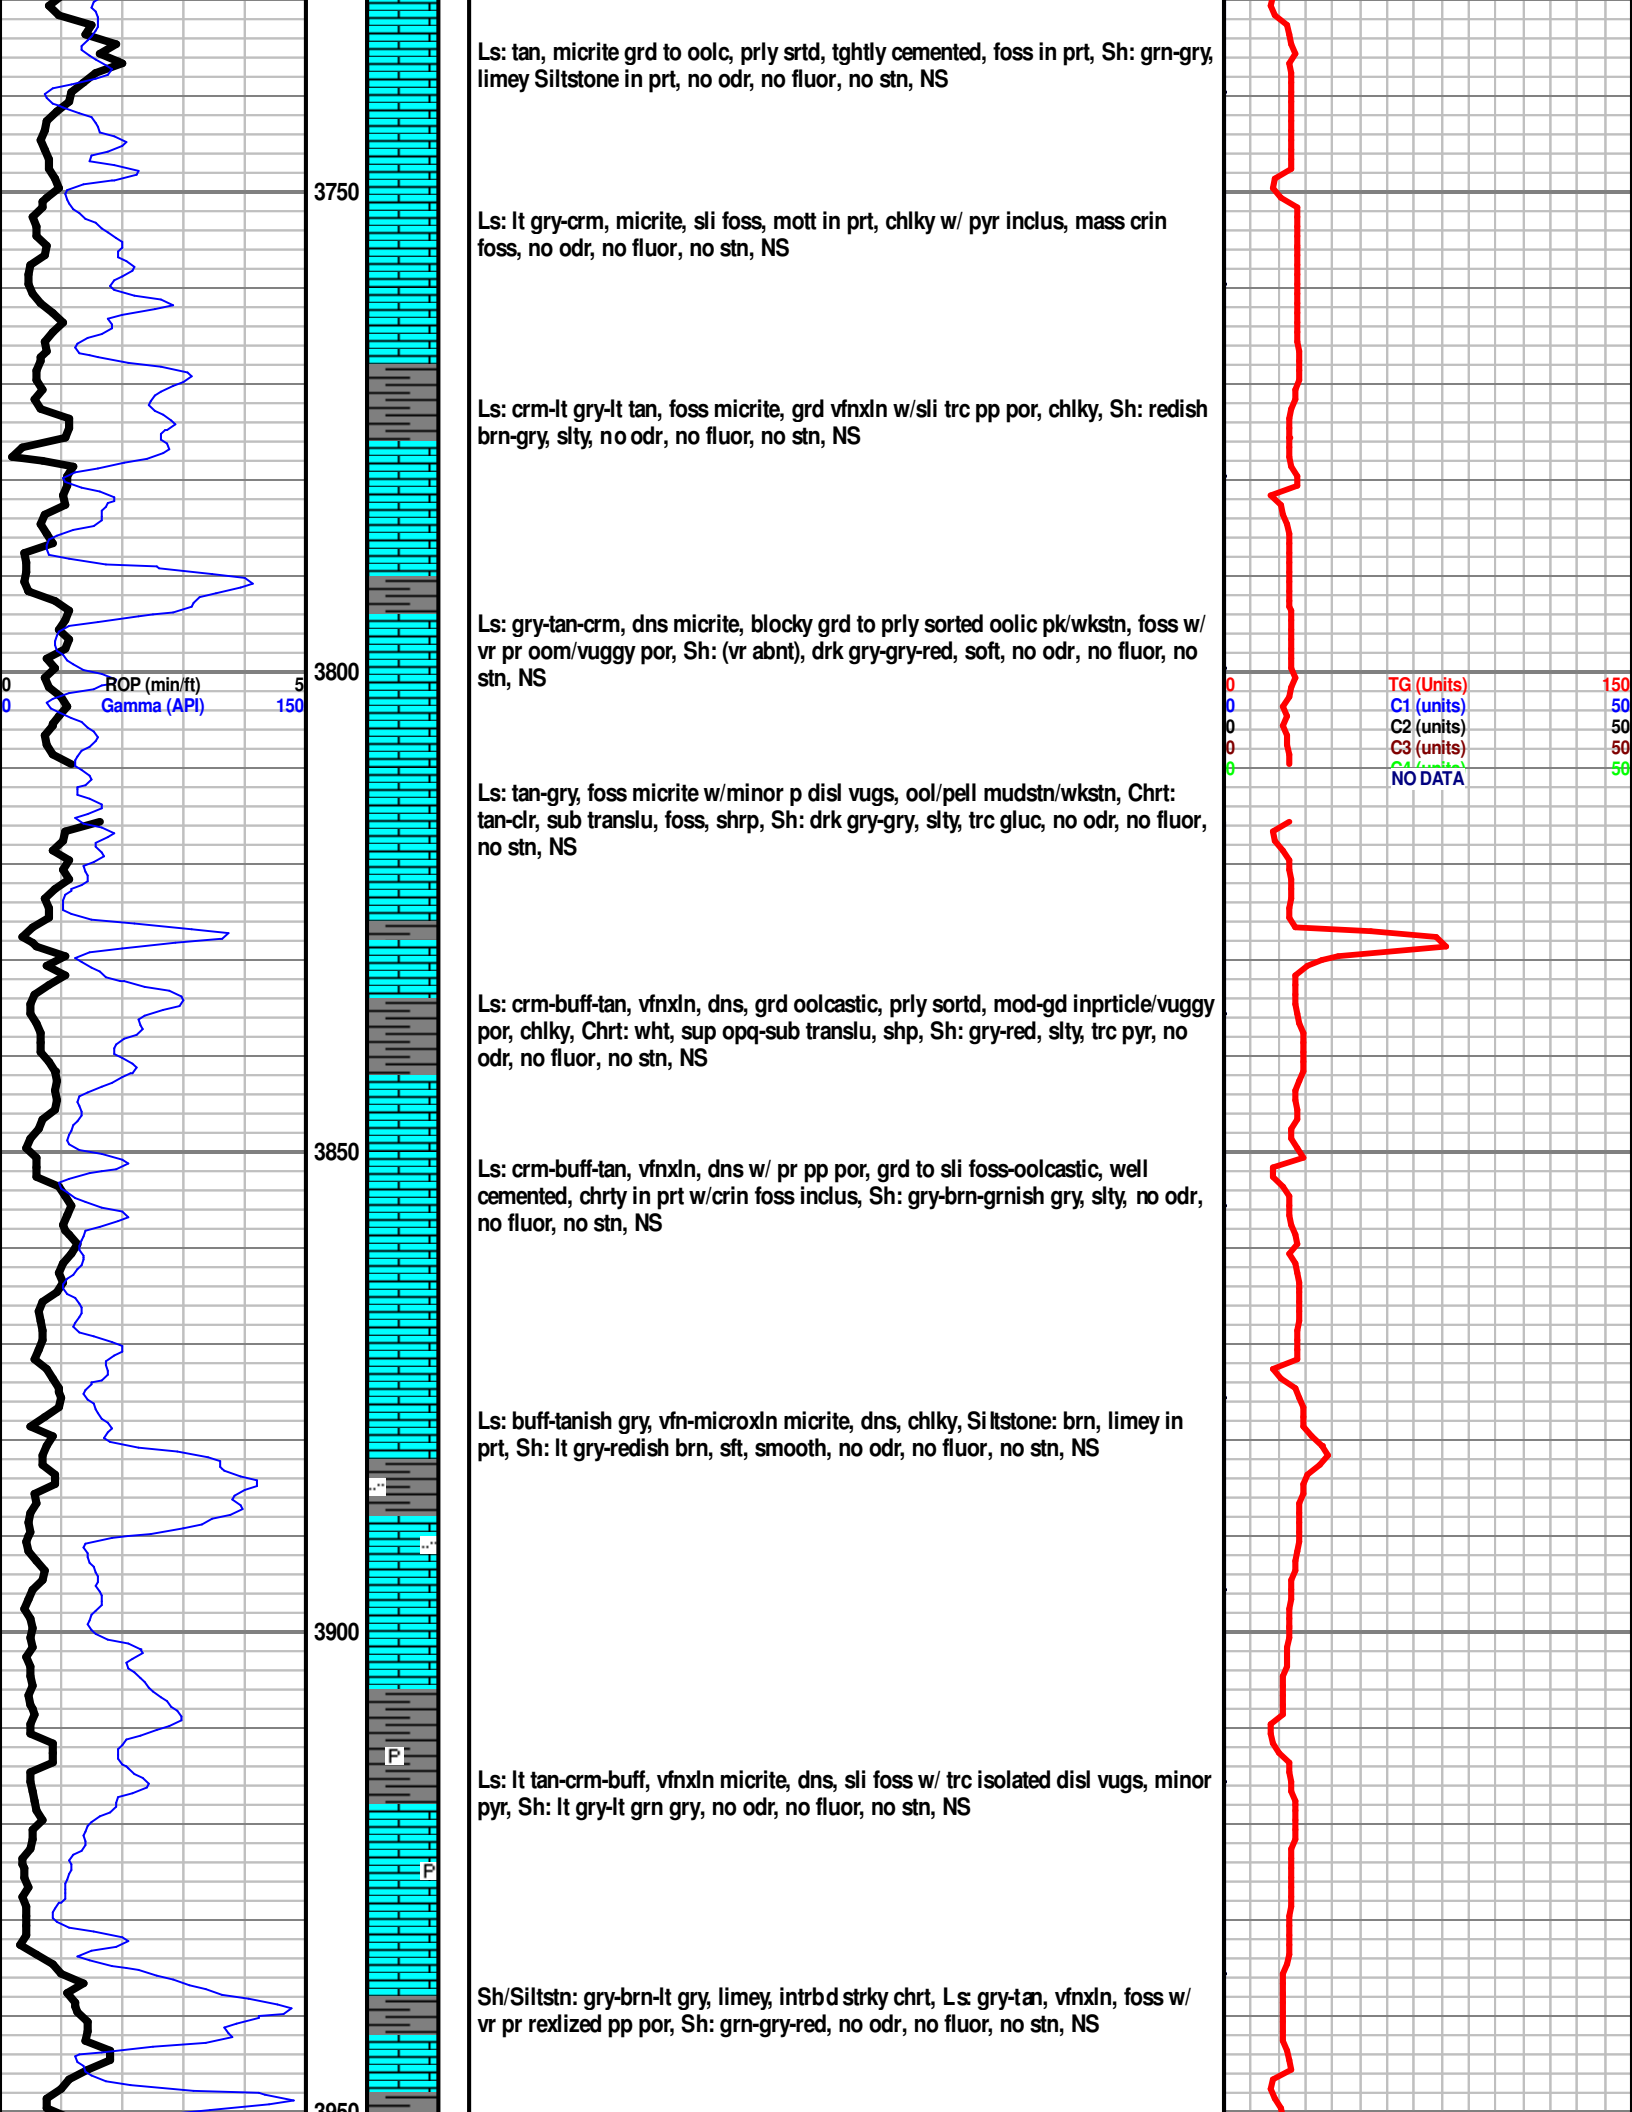 Ls: tan, micrite grd to oolc, prly srtd, tghtly cemented, foss in prt, Sh: grn-gry,
limey Siltstone in prt, no odr, no fluor, no stn, NS
3750
Ls: lt gry-crm, micrite, sli foss, mott in prt, chlky w/ pyr inclus, mass crin
foss, no odr, no fluor, no stn, NS
Ls: crm-lt gry-lt tan, foss micrite, grd vfnxln w/sli trc pp por, chlky, Sh: redish
brn-gry, slty, no odr, no fluor, no stn, NS
Ls: gry-tan-crm, dns micrite, blocky grd to prly sorted oolic pk/wkstn, foss w/
vr pr oom/vuggy por, Sh: (vr abnt), drk gry-gry-red, soft, no odr, no fluor, no
stn, NS
3800
0 ROP (min/ft) 5
0 Gamma (API) 150
0 TG (Units) 150
0 C1 (units) 50
0 C2 (units) 50
0 C3 (units) 50
0 C4 (units) 50
NO DATA
Ls: tan-gry, foss micrite w/minor p disl vugs, ool/pell mudstn/wkstn, Chrt:
tan-clr, sub translu, foss, shrp, Sh: drk gry-gry, slty, trc gluc, no odr, no fluor,
no stn, NS
Ls: crm-buff-tan, vfnxln, dns, grd oolcastic, prly sortd, mod-gd inprticle/vuggy
por, chlky, Chrt: wht, sup opq-sub translu, shp, Sh: gry-red, slty, trc pyr, no
odr, no fluor, no stn, NS
3850
Ls: crm-buff-tan, vfnxln, dns w/ pr pp por, grd to sli foss-oolcastic, well
cemented, chrty in prt w/crin foss inclus, Sh: gry-brn-grnish gry, slty, no odr,
no fluor, no stn, NS
Ls: buff-tanish gry, vfn-microxln micrite, dns, chlky, Siltstone: brn, limey in
prt, Sh: lt gry-redish brn, sft, smooth, no odr, no fluor, no stn, NS
3900
P
Ls: lt tan-crm-buff, vfnxln micrite, dns, sli foss w/ trc isolated disl vugs, minor
pyr, Sh: lt gry-lt grn gry, no odr, no fluor, no stn, NS
P
Sh/Siltstn: gry-brn-lt gry, limey, intrbd strky chrt, Ls: gry-tan, vfnxln, foss w/
vr pr rexlized pp por, Sh: grn-gry-red, no odr, no fluor, no stn, NS
3950